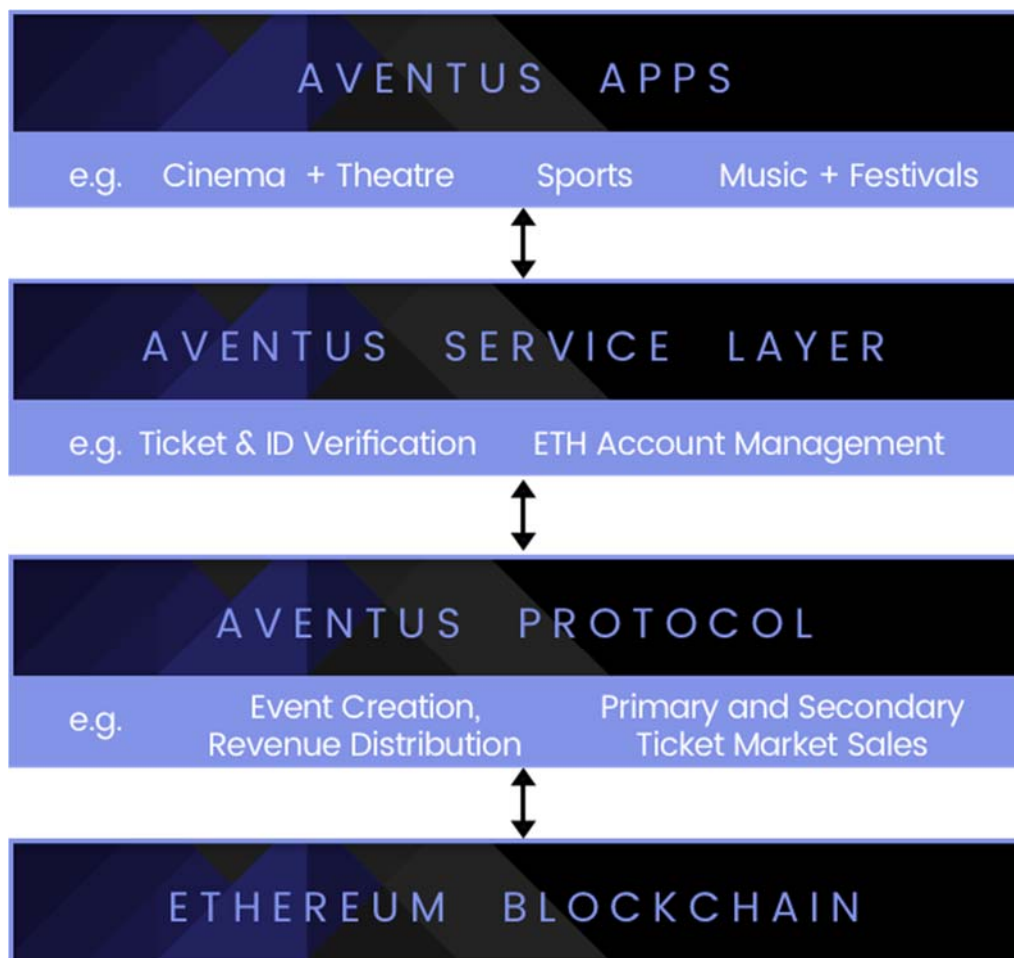 AVENTUS APPS
e.g. Cinema + Theatre Sports Music + Festivals
AVENTUS SERVICE LAYER
e.g. Ticket & ID Verification ETH Account Management
AVENTUS PROTOCOL
e.g. Event Creation, Revenue Distribution
Primary and Secondary Ticket Market Sales
ETHEREUM BLOCKCHAIN